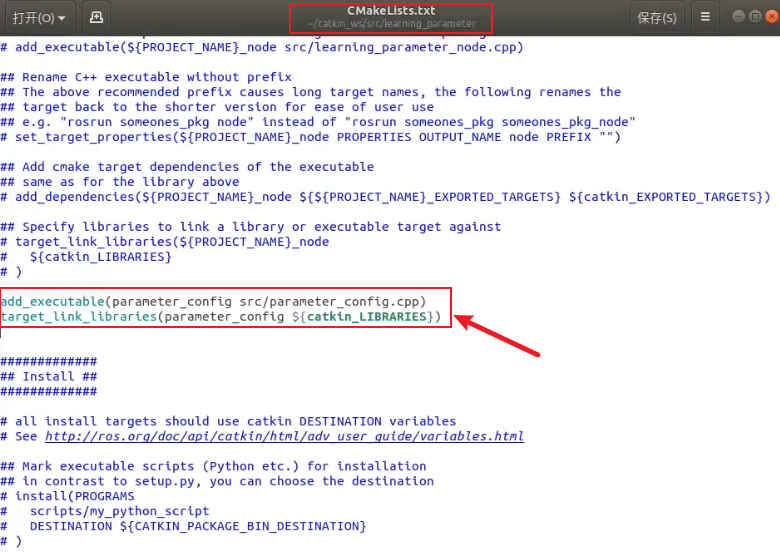 打开(O)
CMakeLists.txt
~/catkin_ws/src/learning_parameter
保存(S)
# add_executable(${PROJECT_NAME}_node src/learning_parameter_node.cpp)
## Rename C++ executable without prefix
## The above recommended prefix causes long target names, the following renames the
## target back to the shorter version for ease of user use
## e.g. "rosrun someones_pkg node" instead of "rosrun someones_pkg someones_pkg_node"
# set_target_properties(${PROJECT_NAME}_node PROPERTIES OUTPUT_NAME node PREFIX "")
## Add cmake target dependencies of the executable
## same as for the library above
# add_dependencies(${PROJECT_NAME}_node ${${PROJECT_NAME}_EXPORTED_TARGETS} ${catkin_EXPORTED_TARGETS})
## Specify libraries to link a library or executable target against
# target_link_libraries(${PROJECT_NAME}_node
#   ${catkin_LIBRARIES}
# )
add_executable(parameter_config src/parameter_config.cpp)
target_link_libraries(parameter_config ${catkin_LIBRARIES})
#############
## Install ##
#############
# all install targets should use catkin DESTINATION variables
# See http://ros.org/doc/api/catkin/html/adv_user_guide/variables.html
## Mark executable scripts (Python etc.) for installation
## in contrast to setup.py, you can choose the destination
# install(PROGRAMS
#   scripts/my_python_script
#   DESTINATION ${CATKIN_PACKAGE_BIN_DESTINATION}
# )